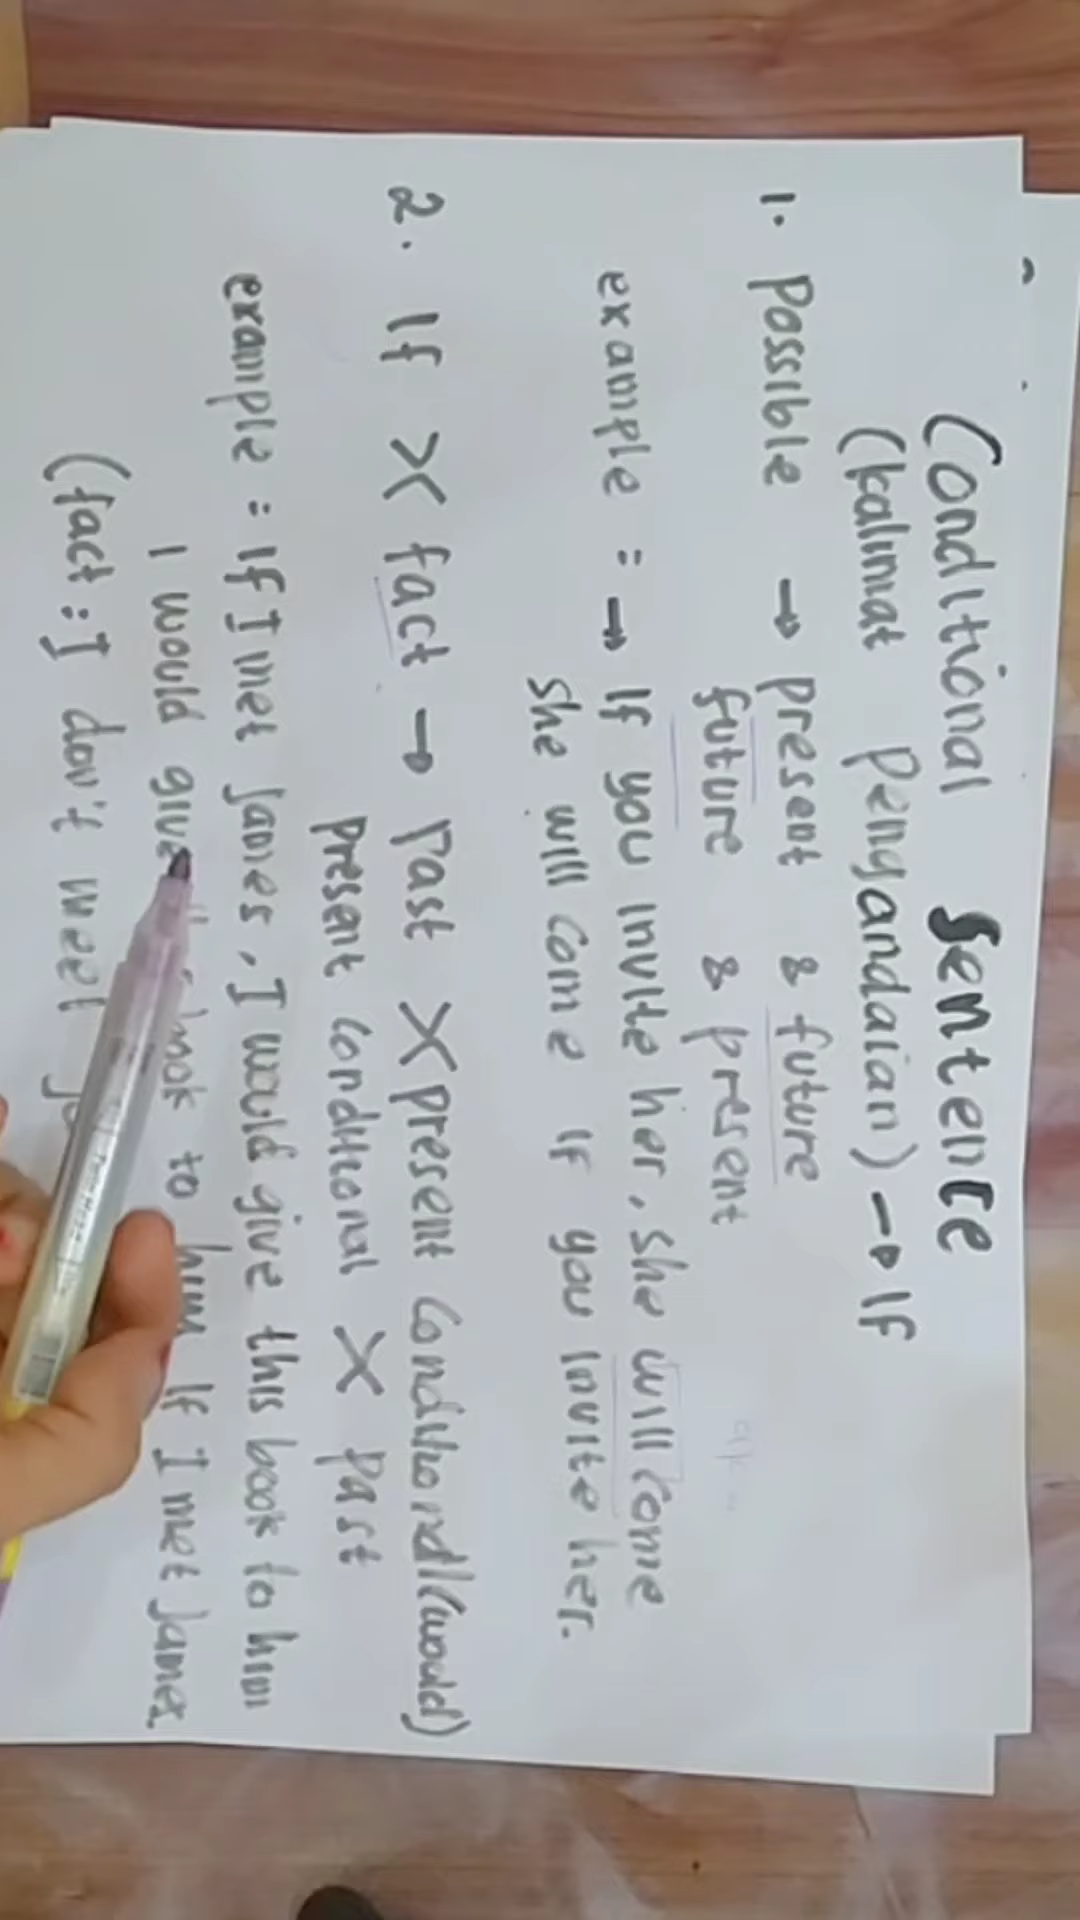 Conditional Sentence
(kalimat Pengandaian) → If
1. Possible → present & future
future & present
example = → If you invite her, she will come
she will come if you invite her.
2. If X fact → past X present conditional (would)
present conditional X past
example = If I met James, I would give this book to him
I would give book to him If I met James.
(fact: I don't meet